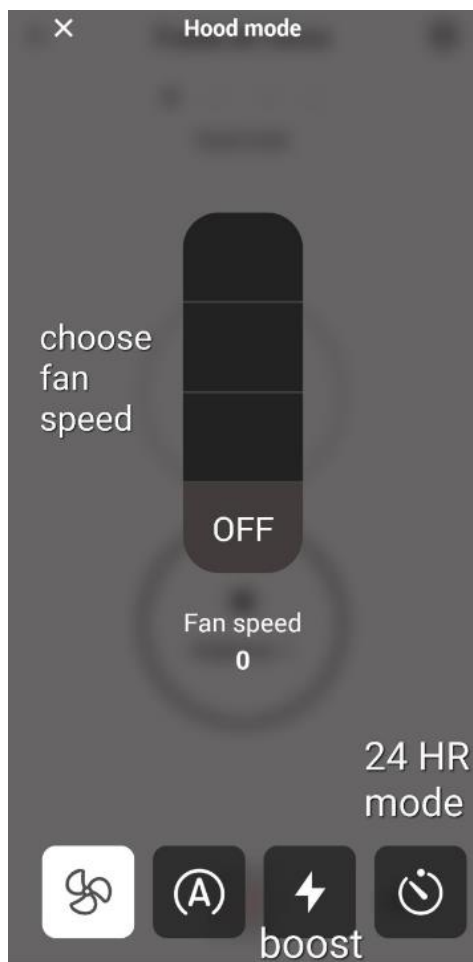 Hood mode
choose
fan
speed
OFF
Fan speed
0
24 HR
mode
A
boost